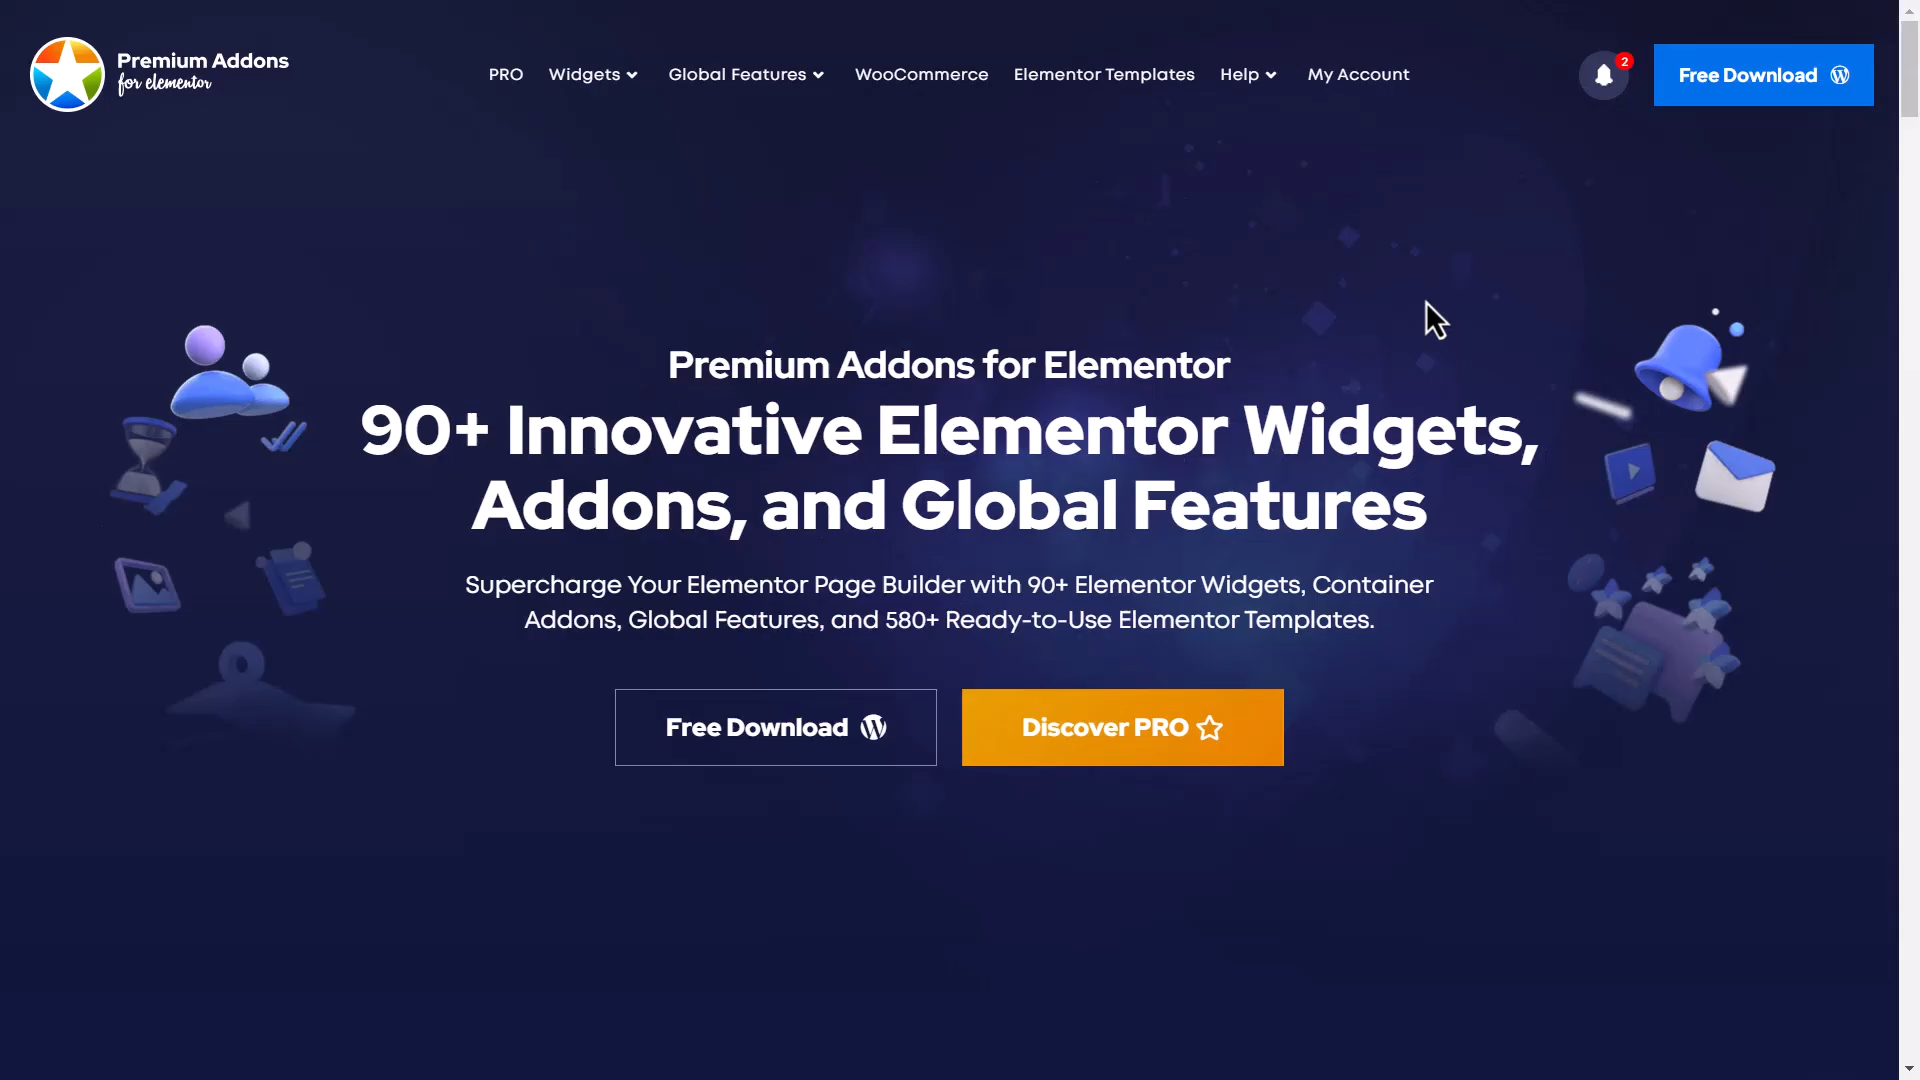 Premium Addons
for elementor
PRO
Widgets
Global Features
WooCommerce
Elementor Templates
Help
My Account
2
Free Download
Premium Addons for Elementor
90+ Innovative Elementor Widgets,
Addons, and Global Features
Supercharge Your Elementor Page Builder with 90+ Elementor Widgets, Container
Addons, Global Features, and 580+ Ready-to-Use Elementor Templates.
Free Download
Discover PRO